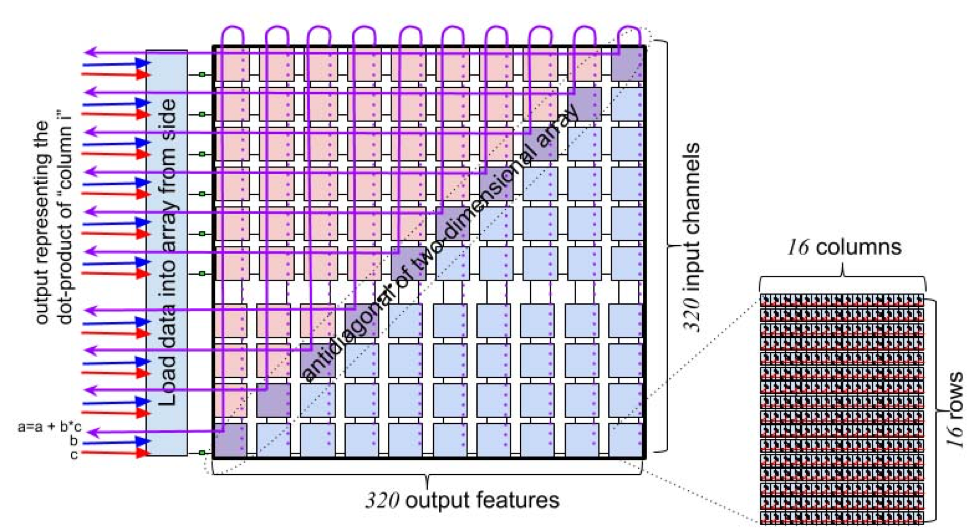 output representing the
dot-product of "column i"
Load data into array from side
antidiagonal of two-dimensional array
320 input channels
16 columns
16 rows
a=a + b*c
b
c
320 output features